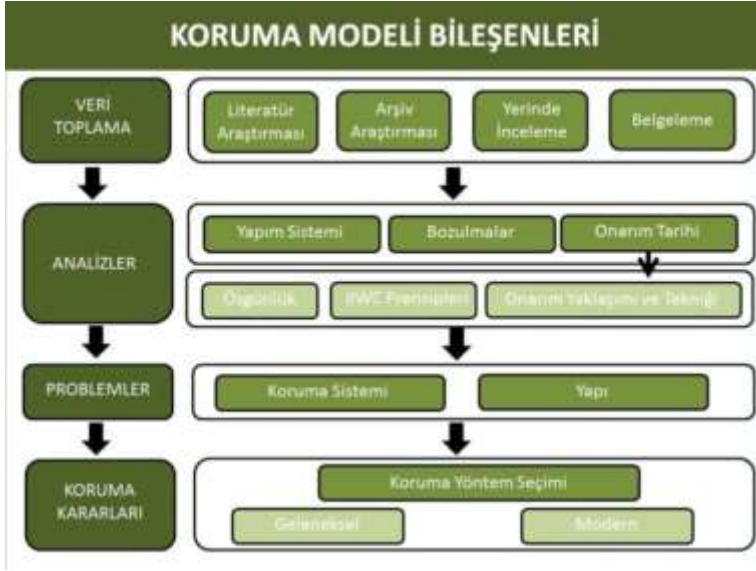 KORUMA MODELİ BİLEŞENLERİ
VERİ
TOPLAMA
Literatür
Araştırması
Arşiv
Araştırması
Yerinde
İnceleme
Belgeleme
ANALİZLER
Yapım Sistemi
Bozulmalar
Onarım Tarihi
Özgünlük
IIWC Prensipleri
Onarım Yaklaşımı ve Tekniği
PROBLEMLER
Koruma Sistemi
Yapı
KORUMA
KARARLARI
Koruma Yöntem Seçimi
Geleneksel
Modern